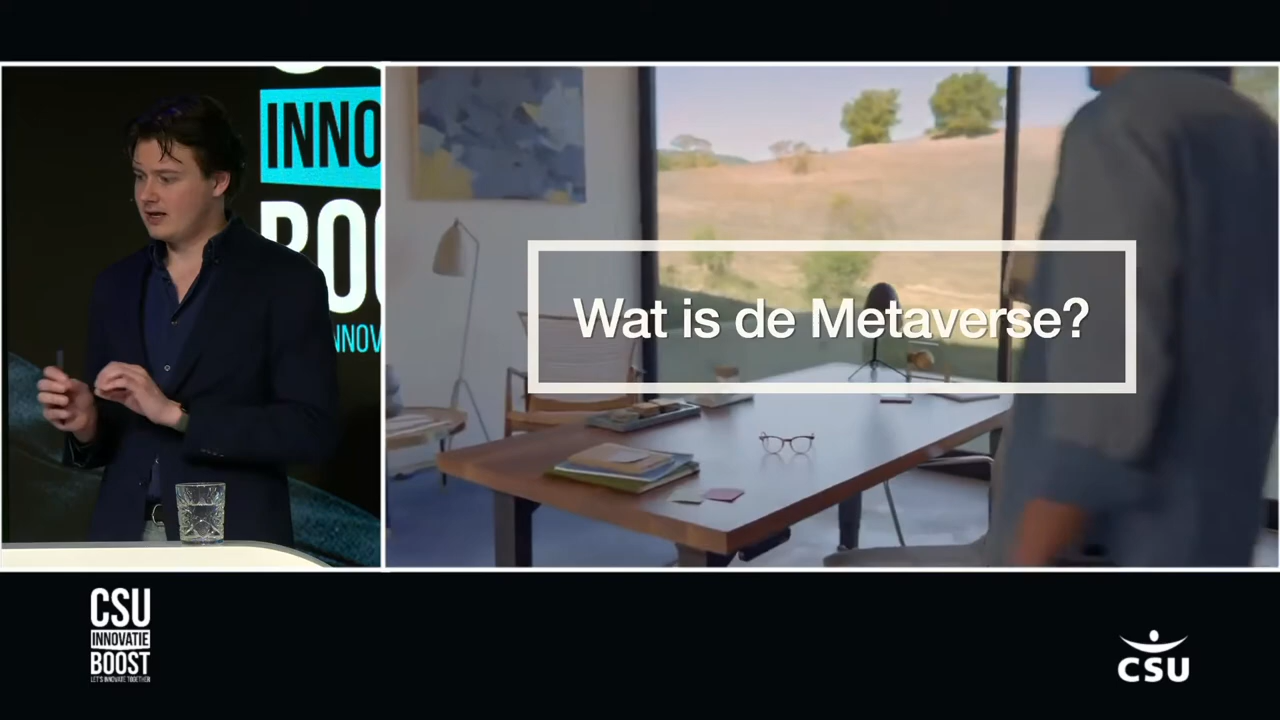 INNO
BOO
INNOV
Wat is de Metaverse?
CSU
INNOVATIE
BOOST
LET'S INNOVATE TOGETHER
CSU